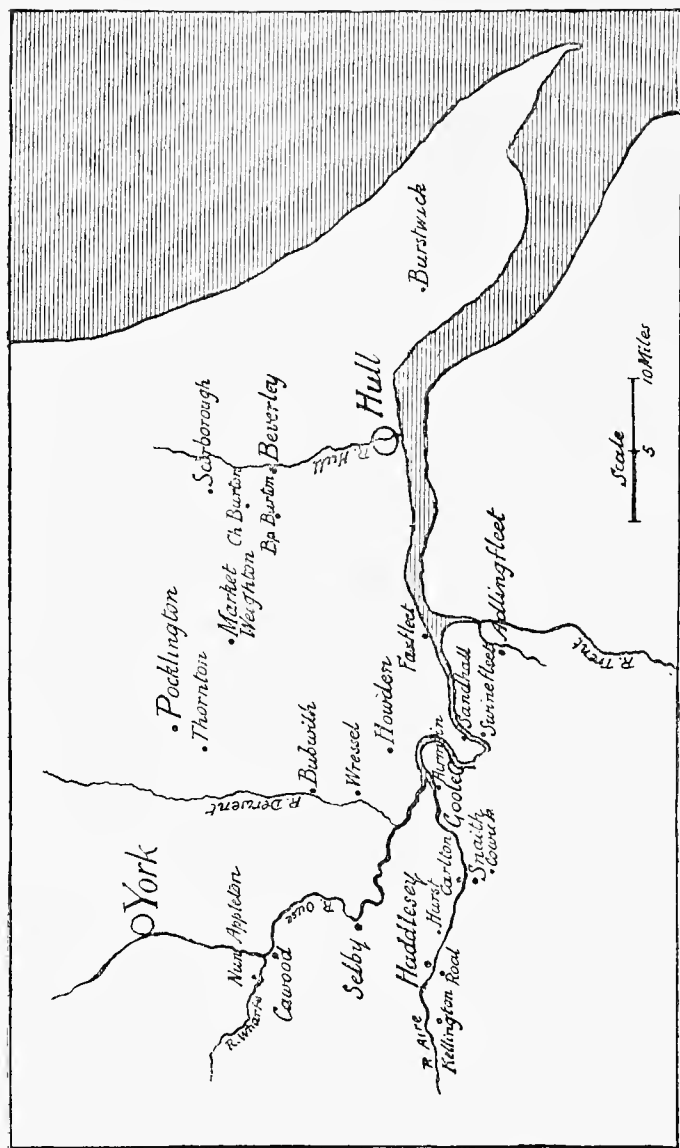 York
Pocklington
Thornton
Nun Appleton
R. Wharfe
Cawood
R. Ouse
Selby
R. Derwent
Bubwith
Wressel
Howden
Market
Weighton
Scorborough
Ch Burton
Bp Burton
Beverley
R. Hull
Hull
Burstwick
Haddlesey
Hurst
Carlton
R Aire
Kellington
Roal
Snaith
Cowick
Goole
Airmyn
Sandhall
Swinefleet
Faxfleet
Adlingfleet
R. Trent
Scale
5
10 Miles